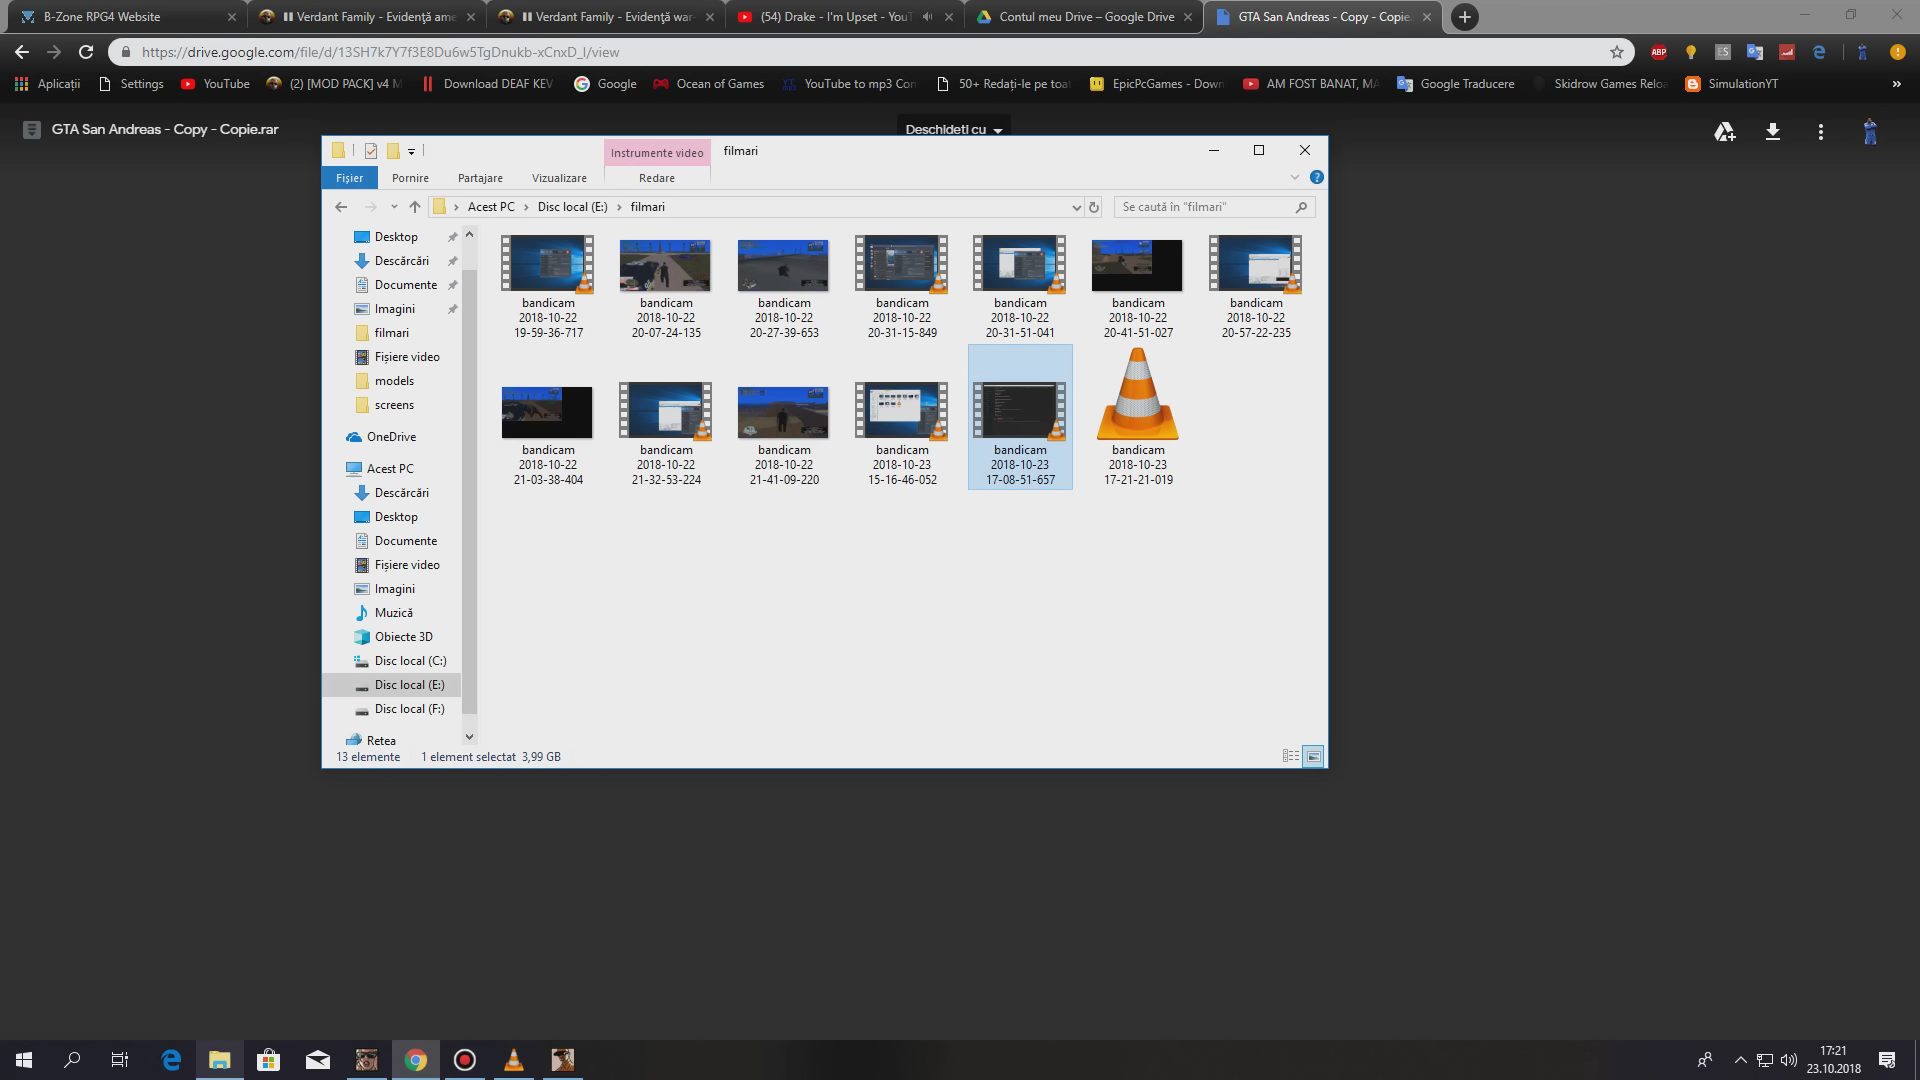 B-Zone RPG4 Website
Verdant Family - Evidenţă ame
Verdant Family - Evidenţă war
(54) Drake - I'm Upset - YouT
Contul meu Drive – Google Drive
GTA San Andreas - Copy - Copie.
https://drive.google.com/file/d/13SH7k7Y7f3E8Du6w5TgDnukb-xCnxD_l/view
ABP
ES
Aplicații
Settings
YouTube
(2) [MOD PACK] v4 M
Download DEAF KEV
Google
Ocean of Games
YouTube to mp3 Con
50+ Redați-le pe toat
EpicPcGames - Down
AM FOST BANAT, MA
Google Traducere
Skidrow Games Reloa
SimulationYT
»
GTA San Andreas - Copy - Copie.rar
Deschideți cu
Instrumente video
filmari
Fișier
Pornire
Partajare
Vizualizare
Redare
Acest PC
Disc local (E:)
filmari
Se caută în "filmari"
Desktop
Descărcări
Documente
Imagini
filmari
Fișiere video
models
screens
OneDrive
Acest PC
Descărcări
Desktop
Documente
Fișiere video
Imagini
Muzică
Obiecte 3D
Disc local (C:)
Disc local (E:)
Disc local (F:)
Rețea
bandicam
2018-10-22
19-59-36-717
bandicam
2018-10-22
20-07-24-135
bandicam
2018-10-22
20-27-39-653
bandicam
2018-10-22
20-31-15-849
bandicam
2018-10-22
20-31-51-041
bandicam
2018-10-22
20-41-51-027
bandicam
2018-10-22
20-57-22-235
bandicam
2018-10-22
21-03-38-404
bandicam
2018-10-22
21-32-53-224
bandicam
2018-10-22
21-41-09-220
bandicam
2018-10-23
15-16-46-052
bandicam
2018-10-23
17-08-51-657
bandicam
2018-10-23
17-21-21-019
13 elemente
1 element selectat 3,99 GB
17:21
23.10.2018